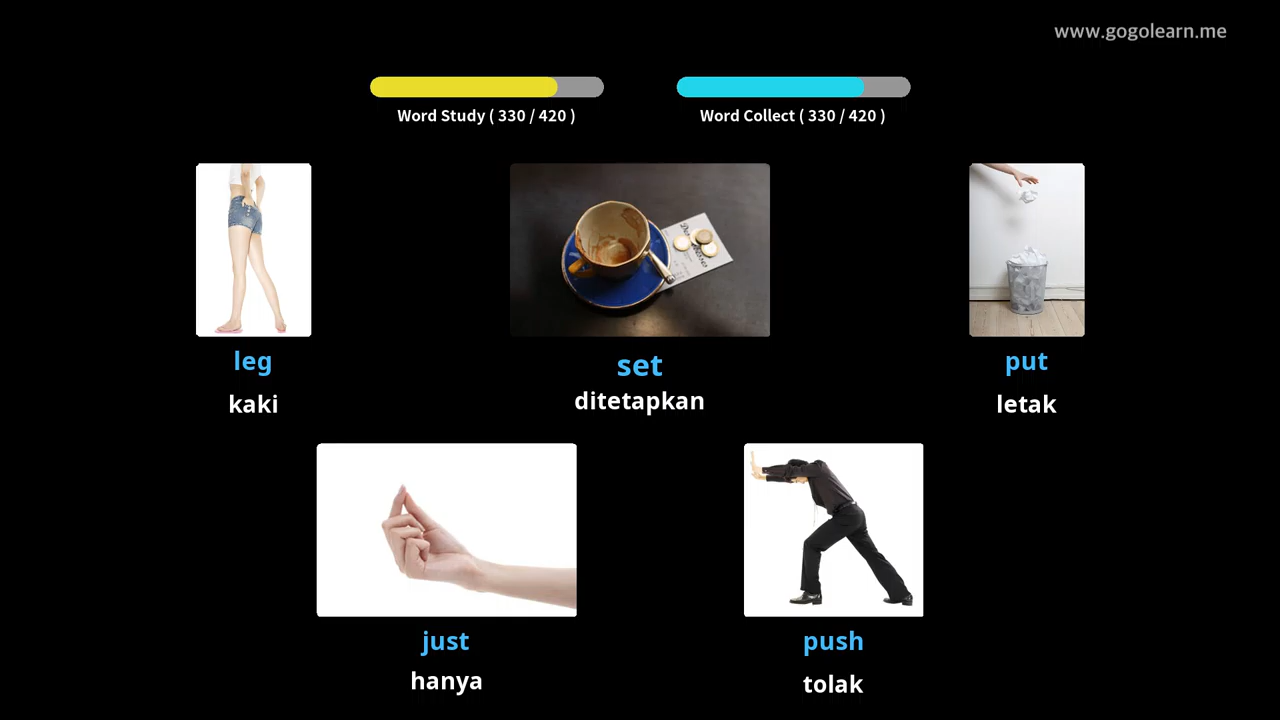 www.gogolearn.me
Word Study ( 330 / 420 )
Word Collect ( 330 / 420 )
leg
kaki
set
ditetapkan
put
letak
just
hanya
push
tolak